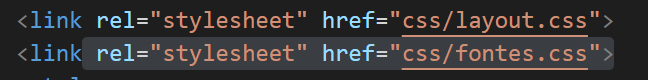 <link rel="stylesheet" href="css/layout.css">
<link rel="stylesheet" href="css/fontes.css">